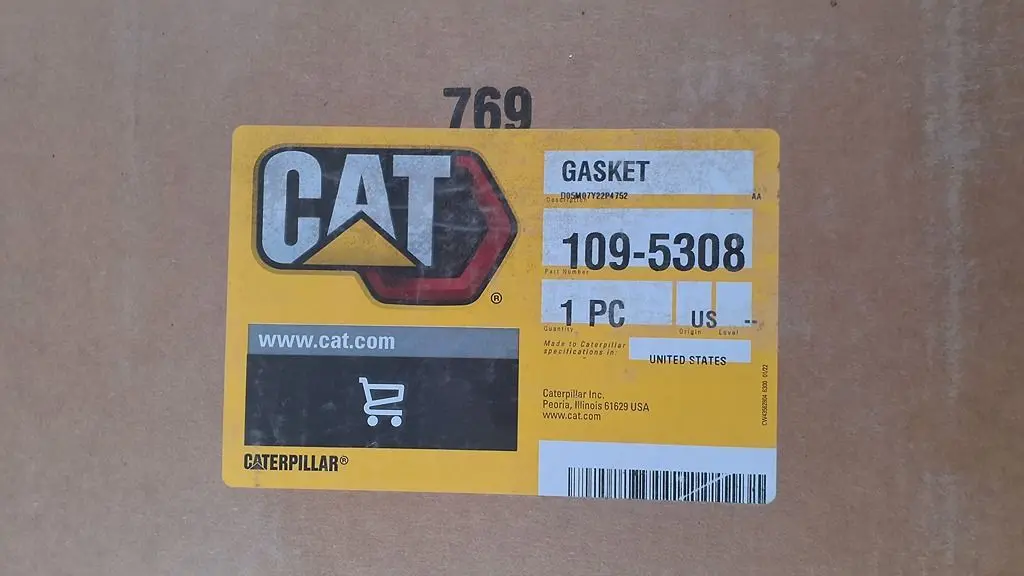 769
CAT
®
www.cat.com
CATERPILLAR®
GASKET
D05M07Y22P4752 AA
Description
109-5308
Part Number
1 PC US --
Quantity Origin Level
Made to Caterpillar
specifications in:
UNITED STATES
Caterpillar Inc.
Peoria, Illinois 61629 USA
www.cat.com